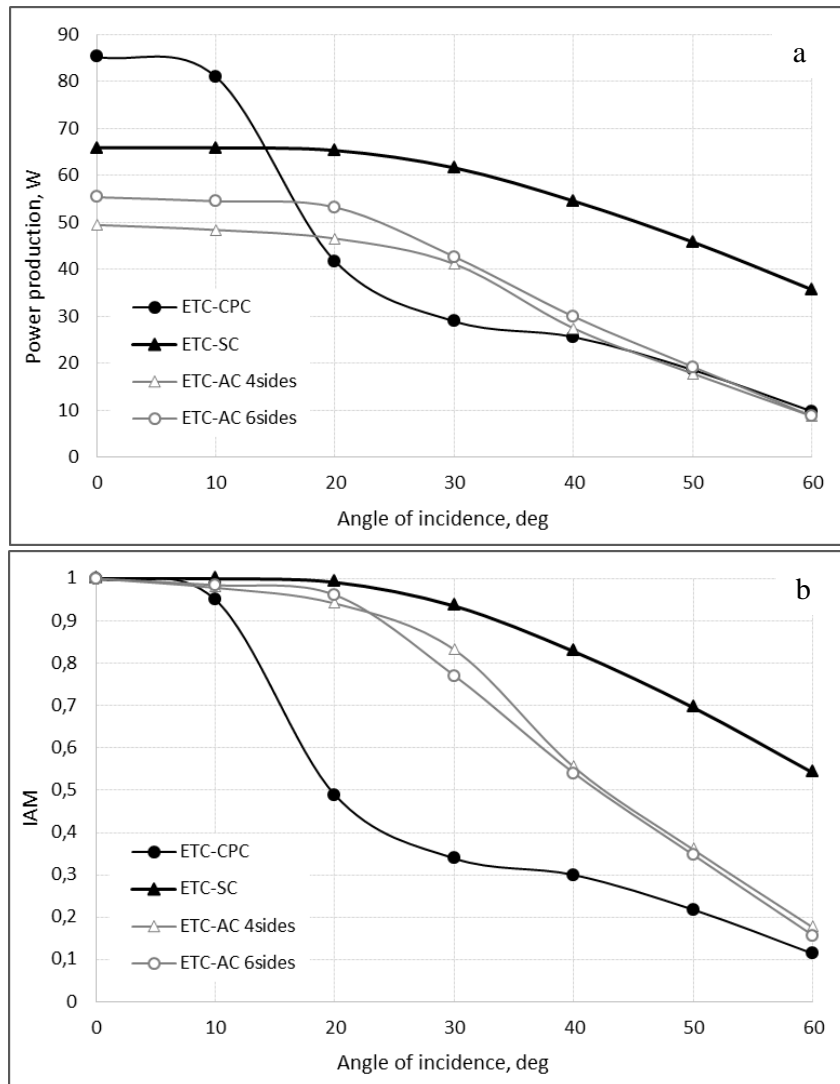 a
90
80
70
60
50
40
30
20
10
0
Power production, W
ETC-CPC
ETC-SC
ETC-AC 4sides
ETC-AC 6sides
0 10 20 30 40 50 60
Angle of incidence, deg
b
1
0,9
0,8
0,7
0,6
0,5
0,4
0,3
0,2
0,1
0
IAM
ETC-CPC
ETC-SC
ETC-AC 4sides
ETC-AC 6sides
0 10 20 30 40 50 60
Angle of incidence, deg